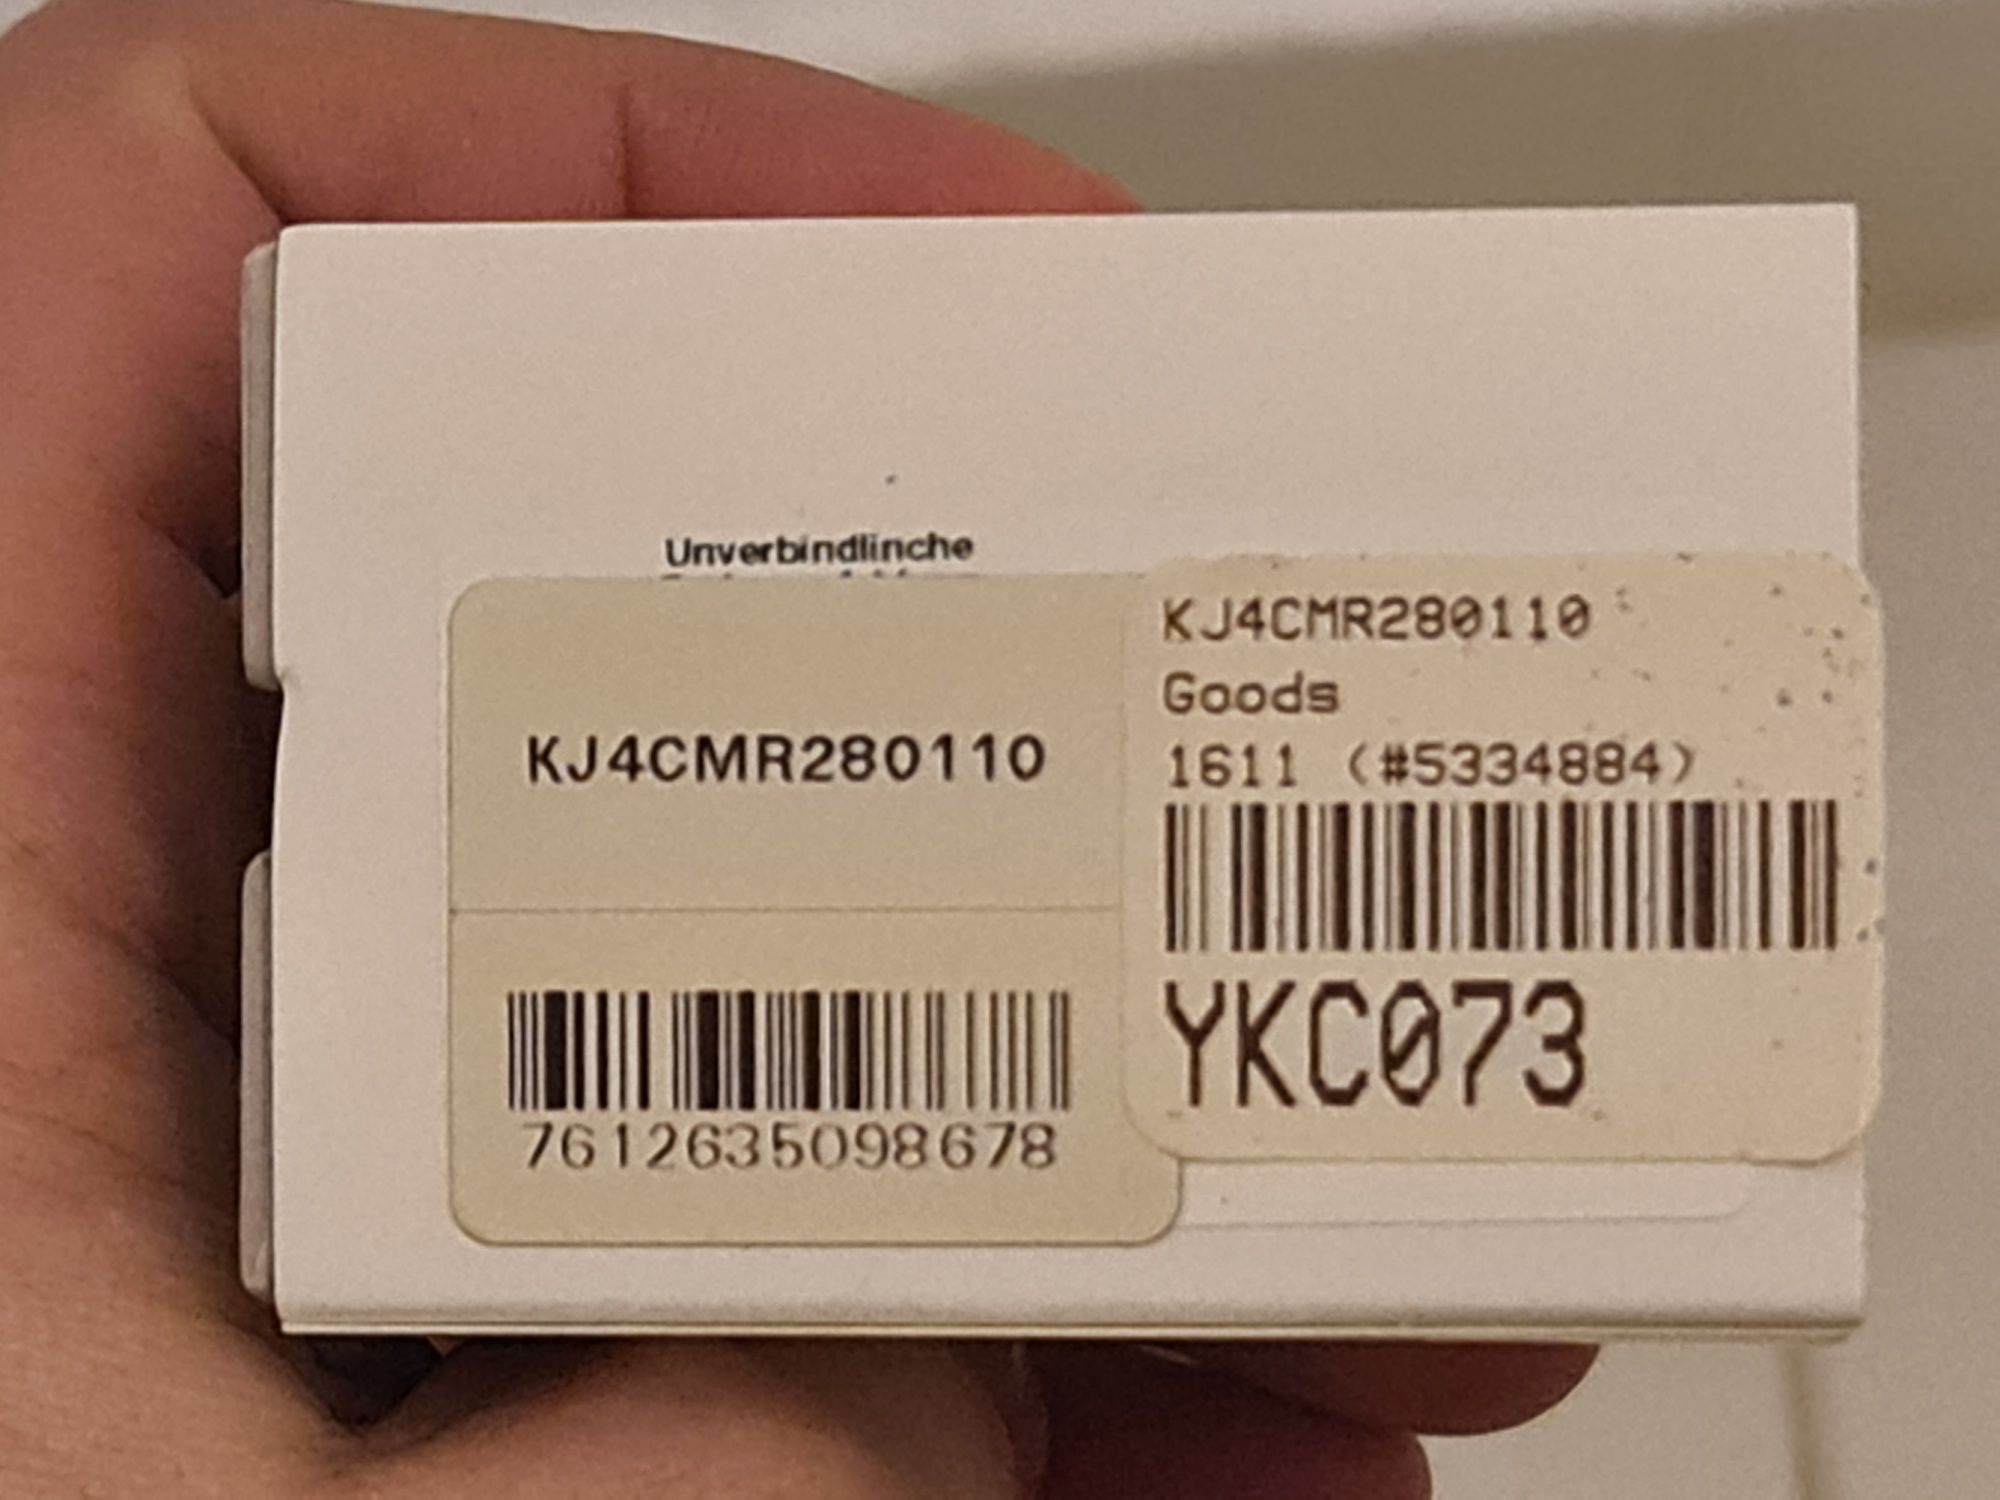 Unverbindlinche
KJ4CMR280110
7612635098678
KJ4CMR280110
Goods
1611 (#5334884)
YKC073